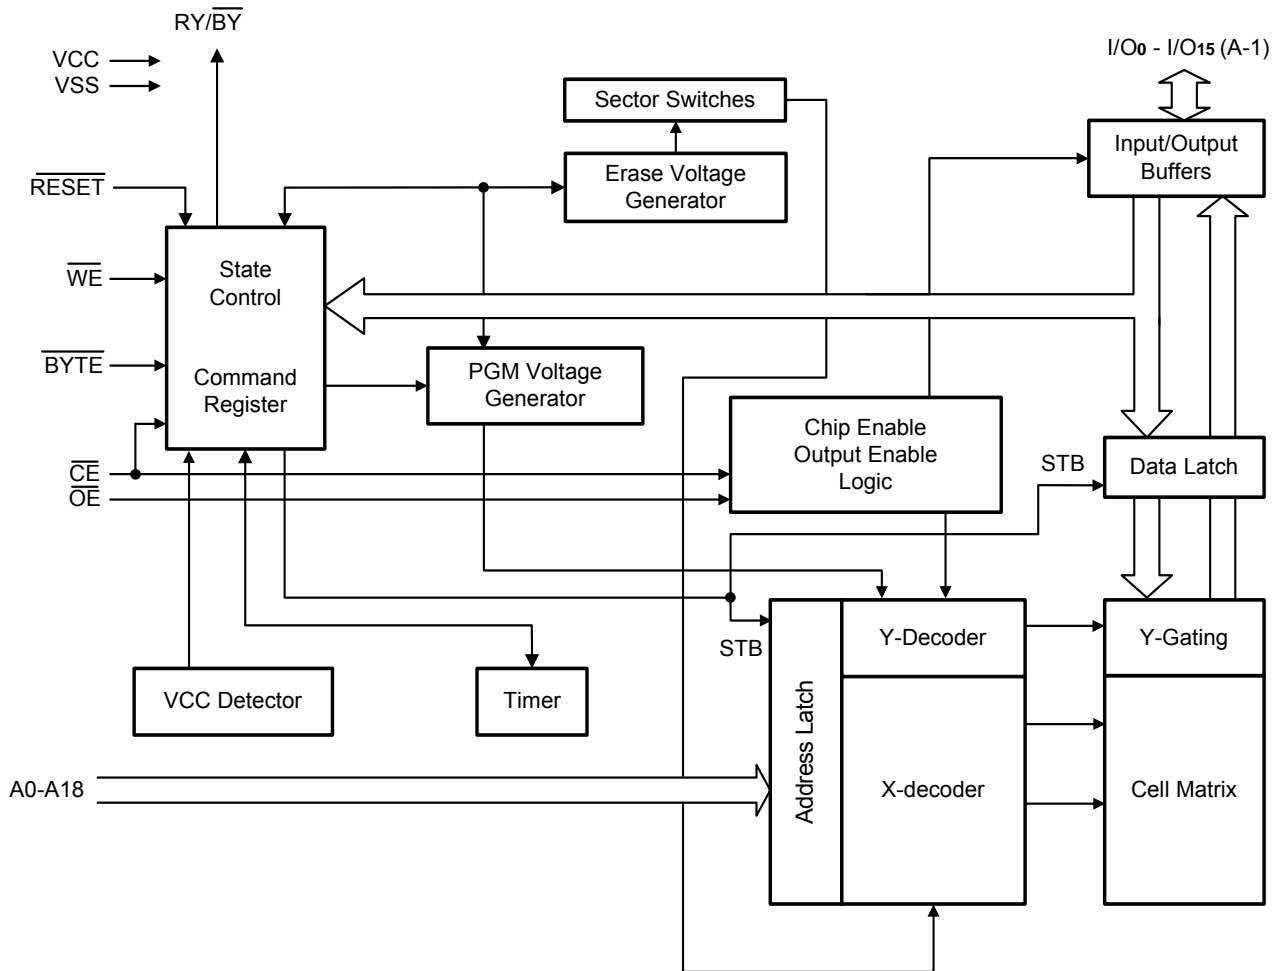 RY/BY
VCC
VSS
I/O0 - I/O15 (A-1)
Sector Switches
Input/Output
Buffers
Erase Voltage
Generator
RESET
WE
State
Control
BYTE
Command
Register
PGM Voltage
Generator
Chip Enable
Output Enable
Logic
CE
OE
STB
Data Latch
STB
Y-Decoder
Y-Gating
VCC Detector
Timer
Address Latch
A0-A18
X-decoder
Cell Matrix